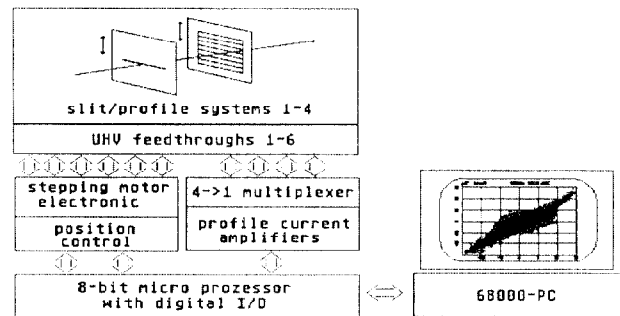 slit/profile systems 1-4
UHV feedthroughs 1-6
stepping motor
electronic
position
control
4->1 multiplexer
profile current
amplifiers
8-bit micro prozessor
with digital I/O
68000-PC